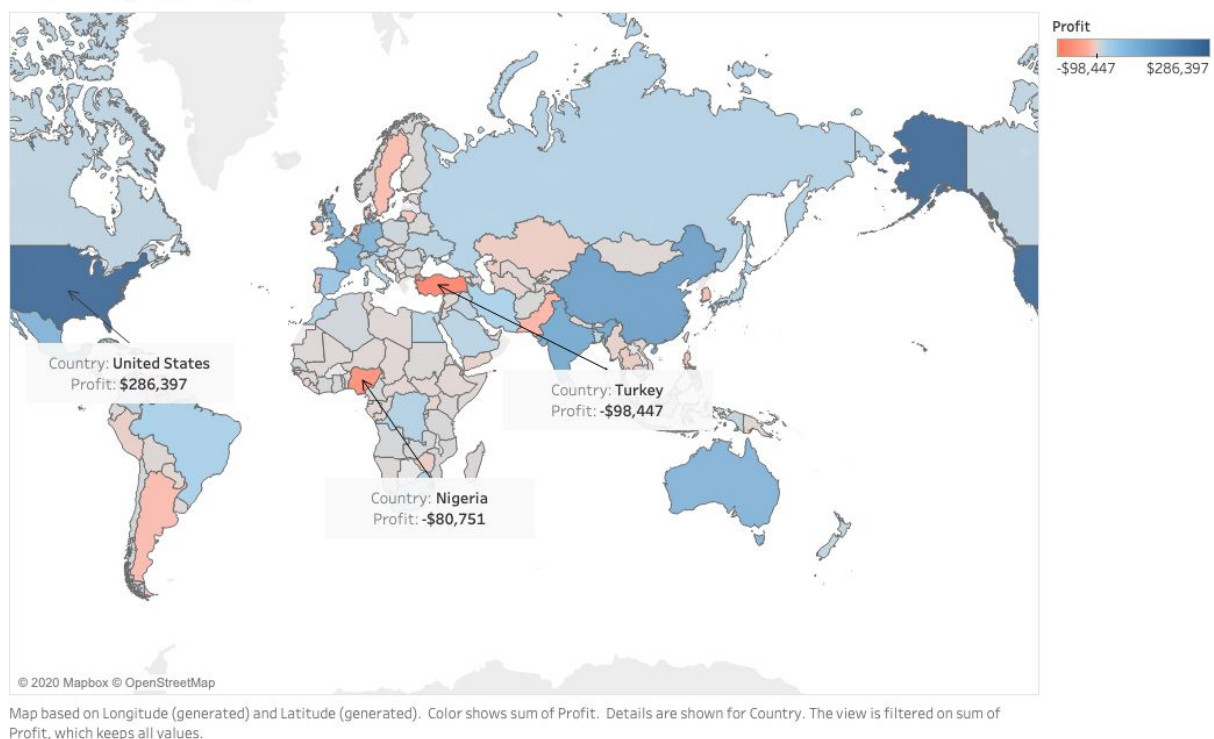 Profit
-$98,447 $286,397
Country: United States
Profit: $286,397
Country: Turkey
Profit: -$98,447
Country: Nigeria
Profit: -$80,751
© 2020 Mapbox © OpenStreetMap
Map based on Longitude (generated) and Latitude (generated). Color shows sum of Profit. Details are shown for Country. The view is filtered on sum of
Profit, which keeps all values.